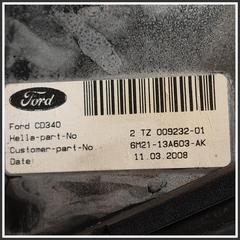 Ford
Ford CD340
Hella-part-No 2 TZ 009232-01
Customer-part-No 6M21-13A603-AK
Date: 11.03.2008